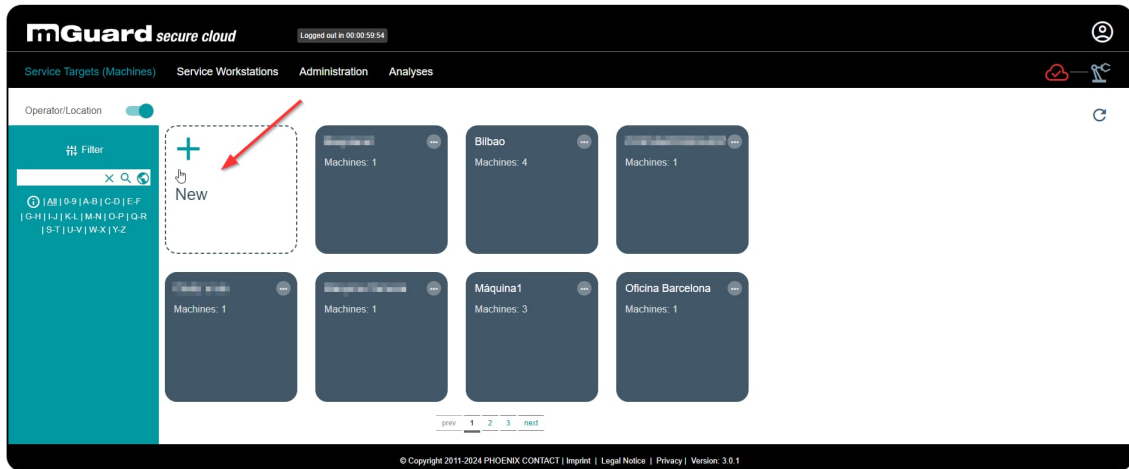 mGuard secure cloud
Logged out in 00:00:59:54
Service Targets (Machines) Service Workstations Administration Analyses
Operator/Location
Filter
| All | 0-9 | A-B | C-D | E-F
| G-H | I-J | K-L | M-N | O-P | Q-R
| S-T | U-V | W-X | Y-Z
New
Machines: 1
Bilbao
Machines: 4
Machines: 1
Machines: 1
Machines: 1
Máquina1
Machines: 3
Oficina Barcelona
Machines: 1
prev 1 2 3 next
© Copyright 2011-2024 PHOENIX CONTACT | Imprint | Legal Notice | Privacy | Version: 3.0.1